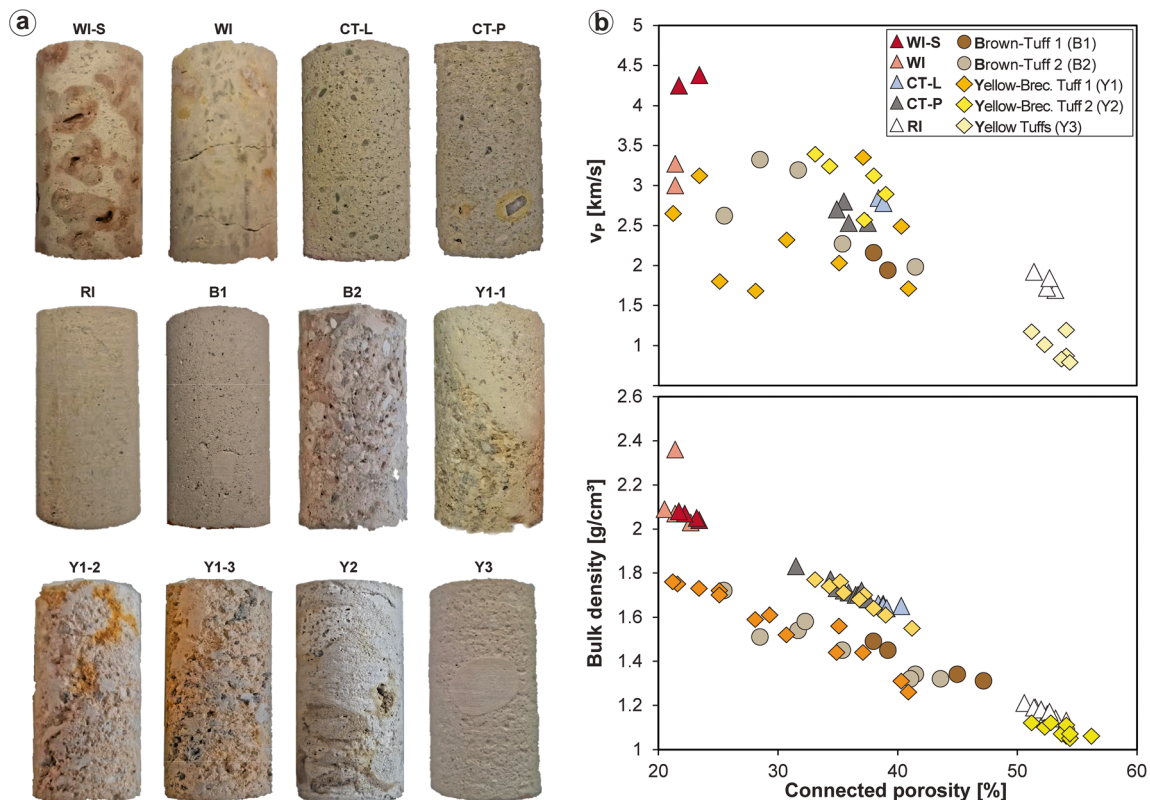 a
WI-S WI CT-L CT-P
RI B1 B2 Y1-1
Y1-2 Y1-3 Y2 Y3
b
5
4.5
4
3.5
3
2.5
2
1.5
1
vP [km/s]
WI-S
WI
CT-L
CT-P
RI
Brown-Tuff 1 (B1)
Brown-Tuff 2 (B2)
Yellow-Brec. Tuff 1 (Y1)
Yellow-Brec. Tuff 2 (Y2)
Yellow Tuffs (Y3)
2.6
2.4
2.2
2
1.8
1.6
1.4
1.2
1
Bulk density [g/cm³]
20 30 40 50 60
Connected porosity [%]